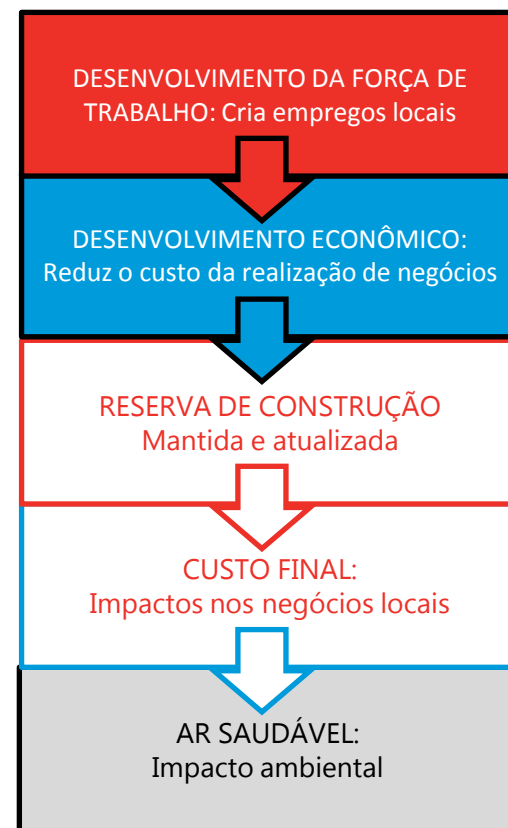 DESENVOLVIMENTO DA FORÇA DE
TRABALHO: Cria empregos locais
DESENVOLVIMENTO ECONÔMICO:
Reduz o custo da realização de negócios
RESERVA DE CONSTRUÇÃO
Mantida e atualizada
CUSTO FINAL:
Impactos nos negócios locais
AR SAUDÁVEL:
Impacto ambiental